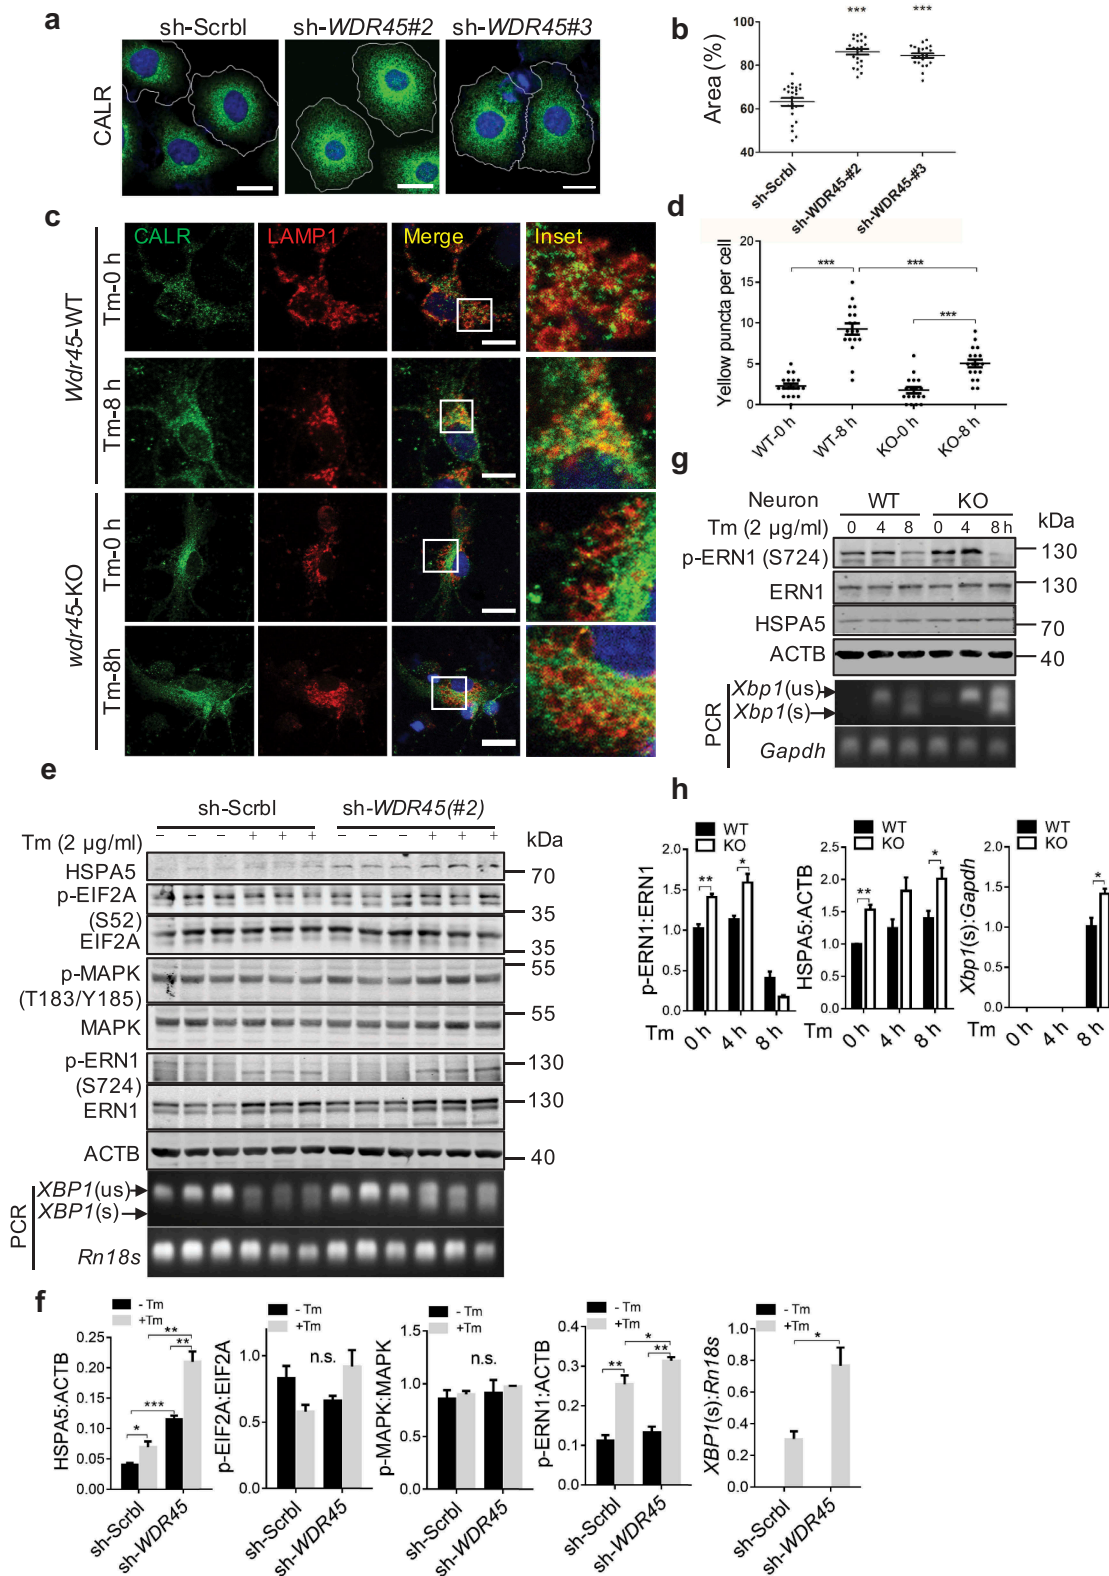 a
sh-Scrbl
sh-WDR45#2
sh-WDR45#3
CALR
b
Area (%)
100
80
60
40
***
***
sh-Scrbl
sh-WDR45-#2
sh-WDR45-#3
c
CALR
LAMP1
Merge
Inset
Wdr45-WT
Tm-0 h
Tm-8h
wdr45-KO
Tm-0h
Tm-8h
d
Yellow puncta per cell
20
15
10
5
0
***
***
***
WT-0 h
WT-8 h
KO-0 h
KO-8 h
g
Neuron WT KO
Tm (2 µg/ml) 0 4 8 0 4 8 h kDa
p-ERN1 (S724) 130
ERN1 130
HSPA5 70
ACTB 40
PCR
Xbp1(us)
Xbp1(s)
Gapdh
e
sh-Scrbl sh-WDR45(#2)
Tm (2 µg/ml) − − − + + + − − − + + + kDa
HSPA5 70
p-EIF2A
(S52) 35
EIF2A 35
p-MAPK 55
(T183/Y185)
MAPK 55
p-ERN1 130
(S724)
ERN1 130
ACTB 40
PCR
XBP1(us)
XBP1(s)
Rn18s
h
WT
KO
p-ERN1:ERN1
2.0
1.5
1.0
0.5
0.0
**
*
Tm 0 h 4 h 8 h
WT
KO
HSPA5:ACTB
2.5
2.0
1.5
1.0
0.5
0.0
**
*
Tm 0 h 4 h 8 h
WT
KO
Xbp1(s):Gapdh
2.0
1.5
1.0
0.5
0.0
*
Tm 0 h 4 h 8 h
f
- Tm
+Tm
HSPA5:ACTB
0.25
0.20
0.15
0.10
0.05
0.00
*
***
**
**
sh-Scrbl
sh-WDR45
- Tm
+Tm
p-EIF2A:EIF2A
1.0
0.5
0.0
n.s.
sh-Scrbl
sh-WDR45
- Tm
+Tm
p-MAPK:MAPK
1.5
1.0
0.5
0.0
n.s.
sh-Scrbl
sh-WDR45
- Tm
+Tm
p-ERN1:ACTB
0.4
0.3
0.2
0.1
0.0
**
*
**
sh-Scrbl
sh-WDR45
- Tm
+Tm
XBP1(s):Rn18s
1.0
0.8
0.6
0.4
0.2
0.0
*
sh-Scrbl
sh-WDR45